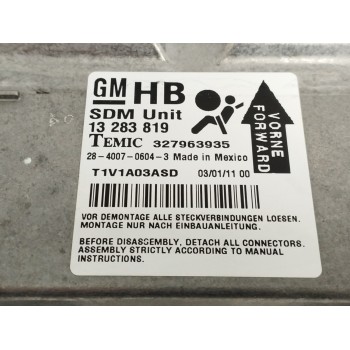 GM HB
SDM Unit
13 283 819
TEMIC 327963935
28-4007-0604-3 Made in Mexico
T1V1A03ASD 03/01/11 00
VORNE
FORWARD
VOR DEMONTAGE ALLE STECKVERBINDUNGEN LOESEN.
MONTAGE NUR NACH EINBAUANLEITUNG.
BEFORE DISASSEMBLY, DETACH ALL CONNECTORS.
ASSEMBLY STRICTLY ACCORDING TO MANUAL
INSTRUCTIONS.